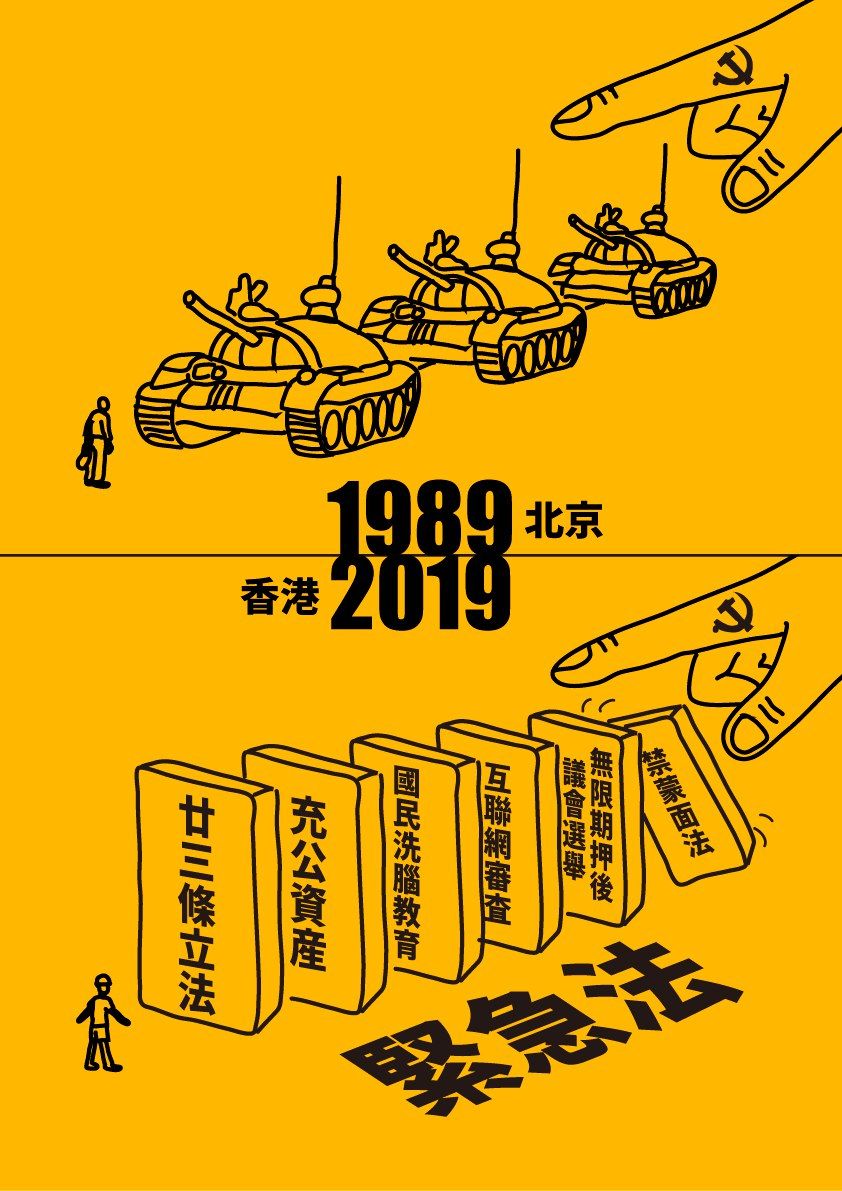 1989 北京
香港 2019
廿三條立法
充公資産
國民洗腦教育
互聯網審查
無限期押後
議會選舉
禁蒙面法
緊急法